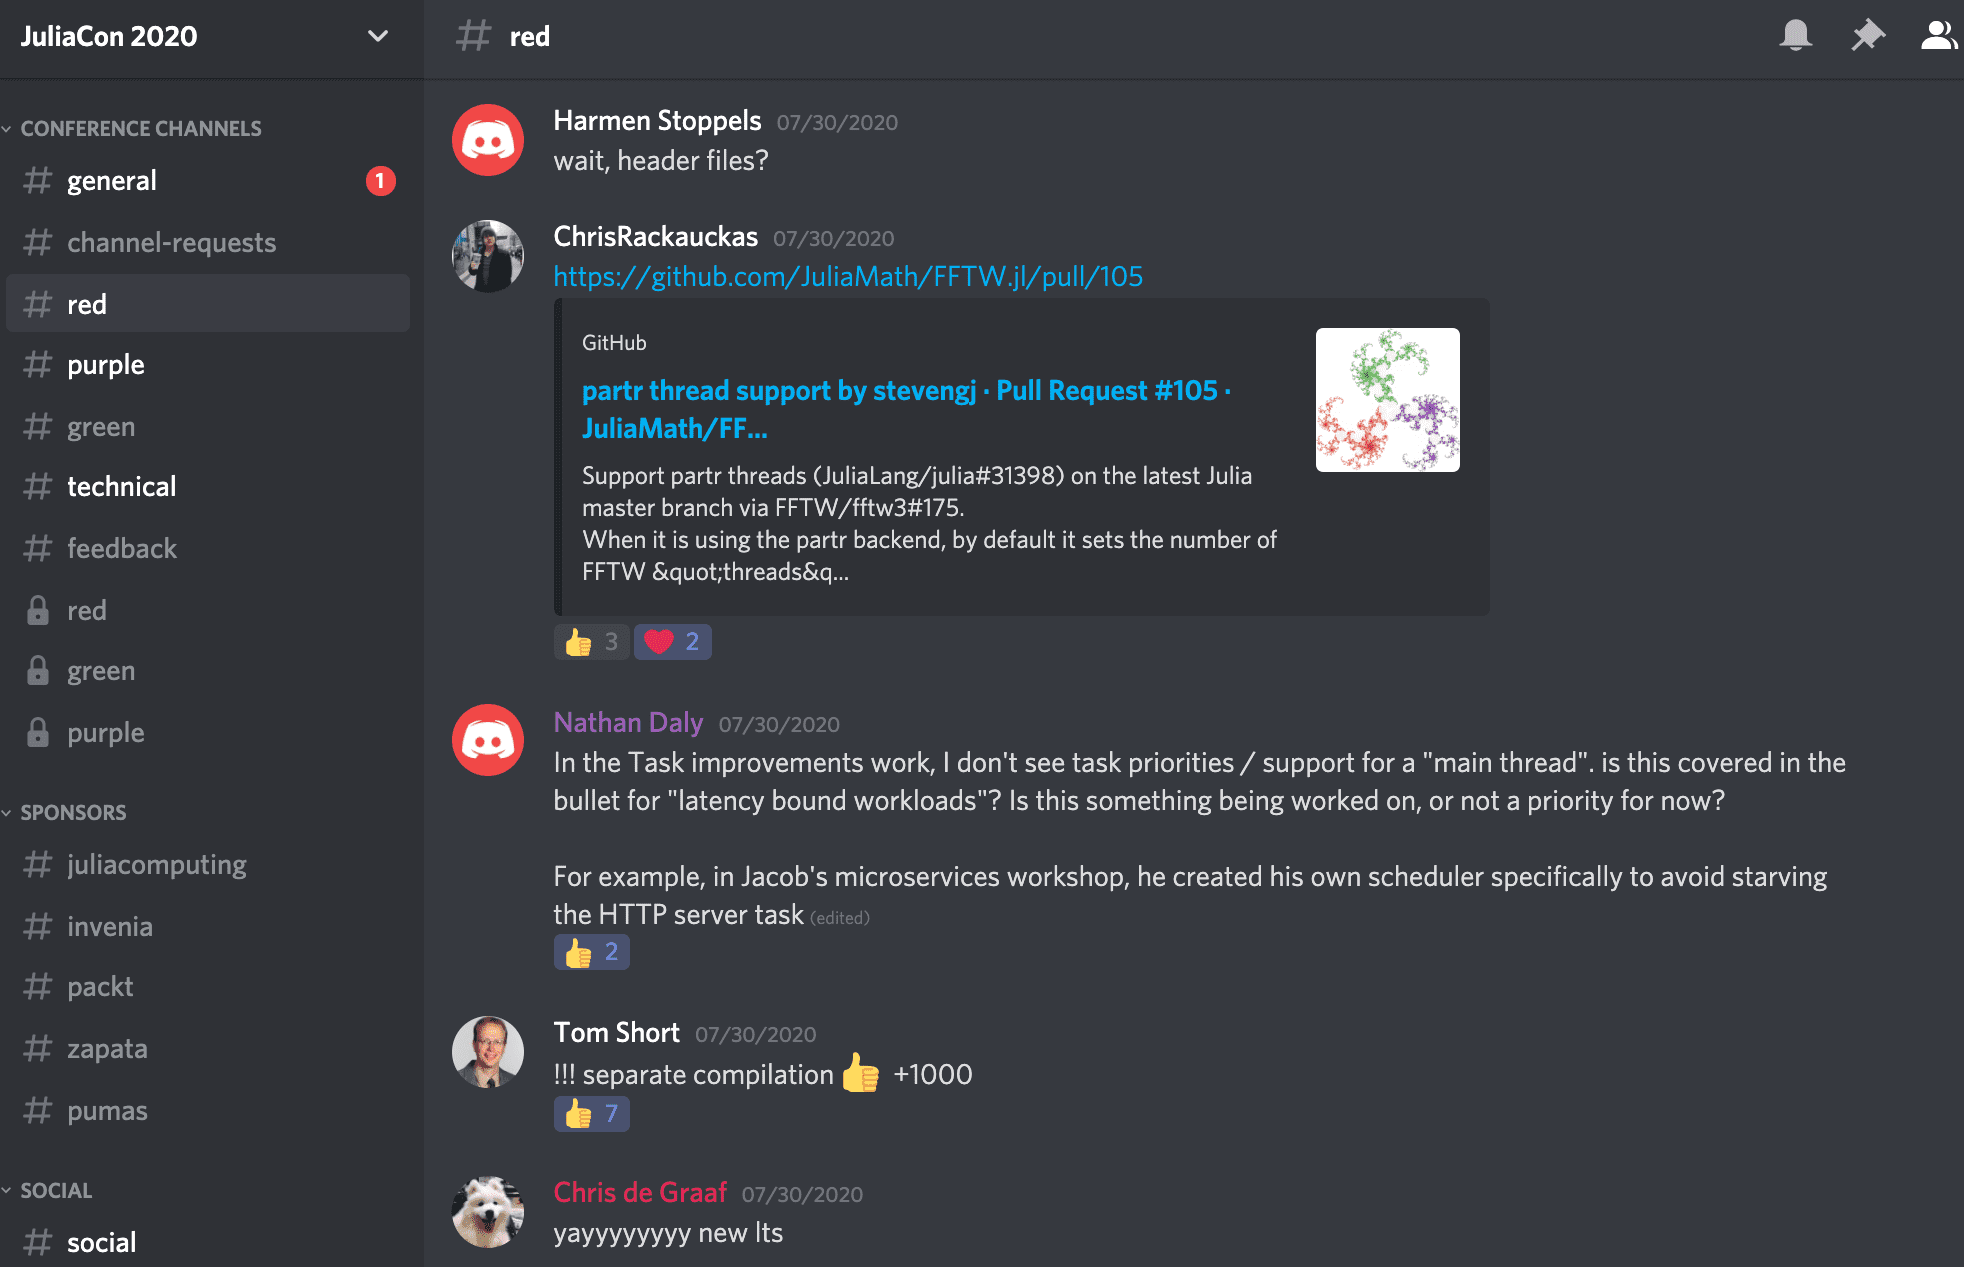 JuliaCon 2020
CONFERENCE CHANNELS
general
1
channel-requests
red
purple
green
technical
feedback
red
green
purple
SPONSORS
juliacomputing
invenia
packt
zapata
pumas
SOCIAL
social
red
Harmen Stoppels 07/30/2020
wait, header files?
ChrisRackauckas 07/30/2020
https://github.com/JuliaMath/FFTW.jl/pull/105
GitHub
partr thread support by stevengj · Pull Request #105 ·
JuliaMath/FF...
Support partr threads (JuliaLang/julia#31398) on the latest Julia
master branch via FFTW/fftw3#175.
When it is using the partr backend, by default it sets the number of
FFTW &quot;threads&q...
👍 3 ❤️ 2
Nathan Daly 07/30/2020
In the Task improvements work, I don't see task priorities / support for a "main thread". is this covered in the
bullet for "latency bound workloads"? Is this something being worked on, or not a priority for now?
For example, in Jacob's microservices workshop, he created his own scheduler specifically to avoid starving
the HTTP server task (edited)
👍 2
Tom Short 07/30/2020
!!! separate compilation 👍 +1000
👍 7
Chris de Graaf 07/30/2020
yayyyyyyyy new lts